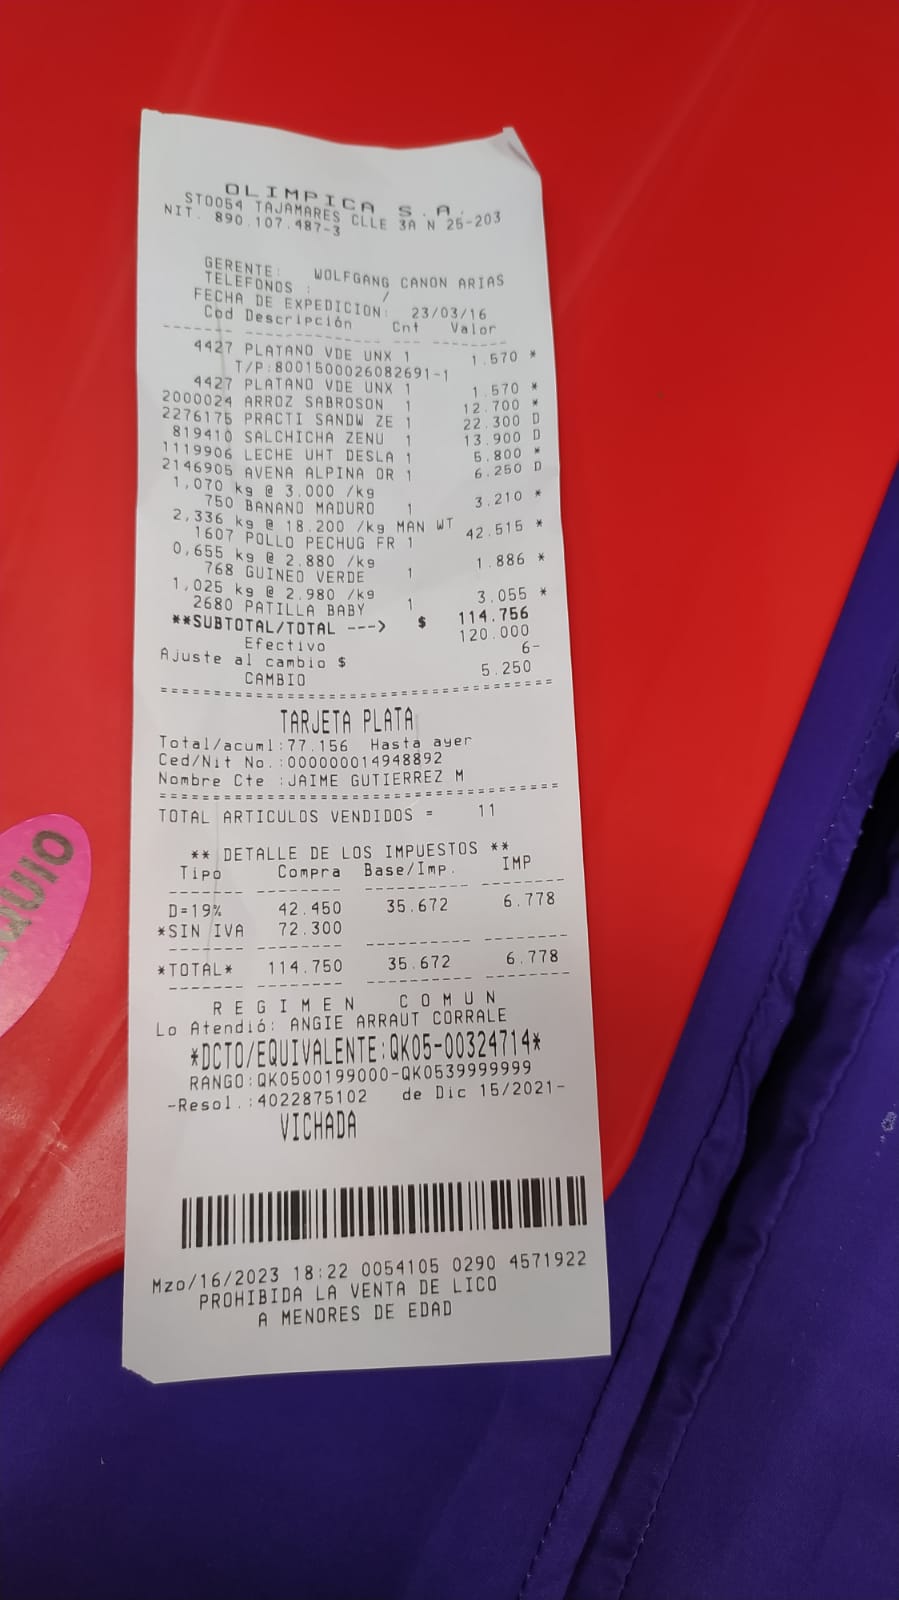 OLIMPICA S.A.
STO054 TAJAMARES CLLE 3A N 25-203
NIT. 890.107.487-3
GERENTE: WOLFGANG CANON ARIAS
TELEFONOS : /
FECHA DE EXPEDICION: 23/03/16
Cod Descripción Cnt Valor
4427 PLATANO VDE UNX 1 1.570 *
T/P:8001500026082691-1
4427 PLATANO VDE UNX 1 1.570 *
2000024 ARROZ SABROSON 1 12.700 *
2276175 PRACTI SANDW ZE 1 22.300 D
819410 SALCHICHA ZENU 1 13.900 D
1119906 LECHE UHT DESLA 1 5.800 *
2146905 AVENA ALPINA OR 1 6.250 D
1,070 kg @ 3.000 /kg
750 BANANO MADURO 1 3.210 *
2,336 kg @ 18.200 /kg MAN WT
1607 POLLO PECHUG FR 1 42.515 *
0,655 kg @ 2.880 /kg
768 GUINEO VERDE 1 1.886 *
1,025 kg @ 2.980 /kg
2680 PATILLA BABY 1 3.055 *
**SUBTOTAL/TOTAL ---> $ 114.756
Efectivo 120.000
Ajuste al cambio $ 6-
CAMBIO 5.250
TARJETA PLATA
Total/acuml:77.156 Hasta ayer
Ced/Nit No.:000000014948892
Nombre Cte :JAIME GUTIERREZ M
TOTAL ARTICULOS VENDIDOS = 11
** DETALLE DE LOS IMPUESTOS **
Tipo Compra Base/Imp. IMP
D=19% 42.450 35.672 6.778
*SIN IVA 72.300
*TOTAL* 114.750 35.672 6.778
REGIMEN COMUN
Lo Atendió: ANGIE ARRAUT CORRALE
*DCTO/EQUIVALENTE:QK05-00324714*
RANGO:QK0500199000-QK0539999999
-Resol.:4022875102 de Dic 15/2021-
VICHADA
Mzo/16/2023 18:22 0054105 0290 4571922
PROHIBIDA LA VENTA DE LICO
A MENORES DE EDAD